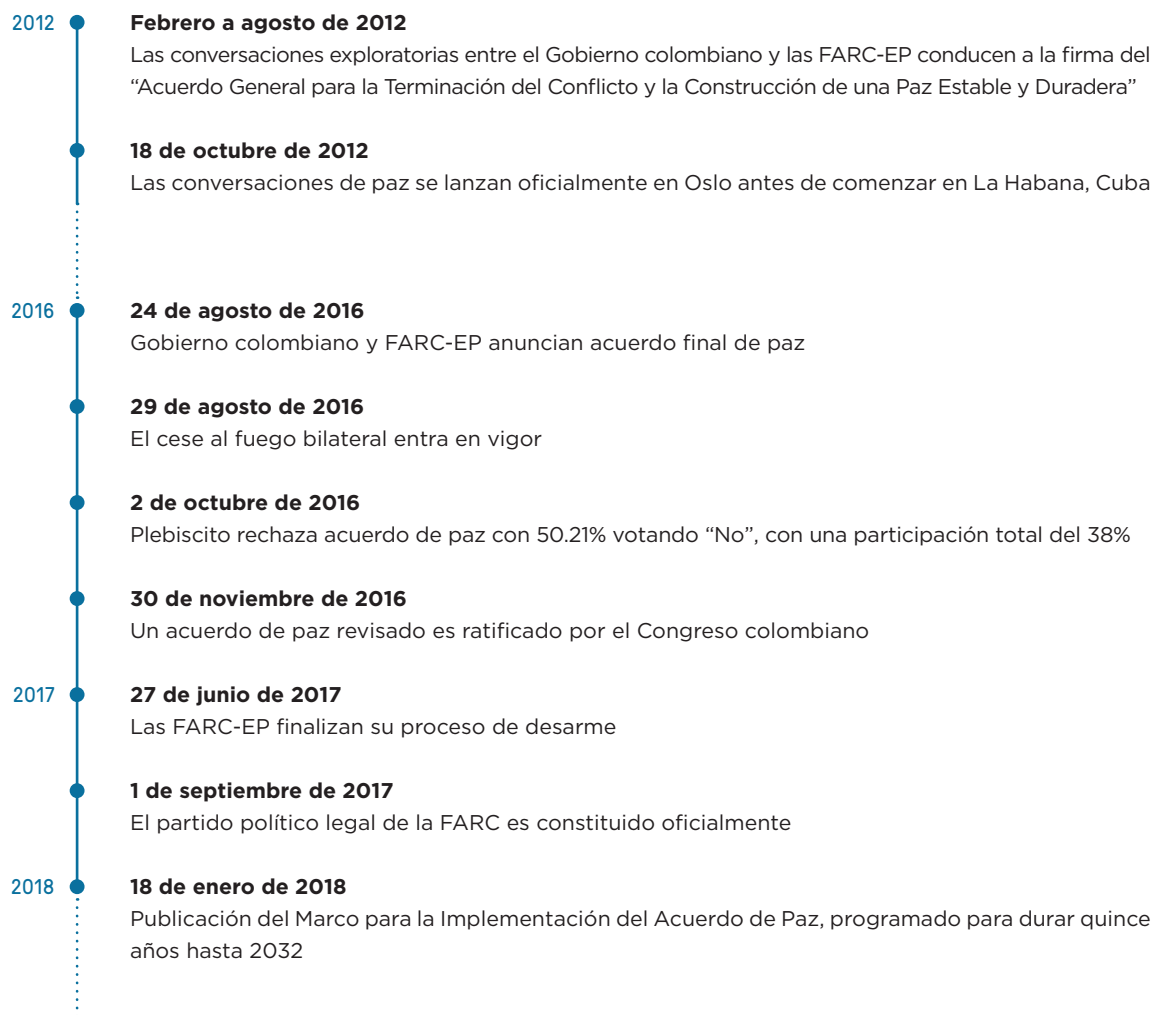 2012
Febrero a agosto de 2012
Las conversaciones exploratorias entre el Gobierno colombiano y las FARC-EP conducen a la firma del
“Acuerdo General para la Terminación del Conflicto y la Construcción de una Paz Estable y Duradera”
18 de octubre de 2012
Las conversaciones de paz se lanzan oficialmente en Oslo antes de comenzar en La Habana, Cuba
2016
24 de agosto de 2016
Gobierno colombiano y FARC-EP anuncian acuerdo final de paz
29 de agosto de 2016
El cese al fuego bilateral entra en vigor
2 de octubre de 2016
Plebiscito rechaza acuerdo de paz con 50.21% votando “No”, con una participación total del 38%
30 de noviembre de 2016
Un acuerdo de paz revisado es ratificado por el Congreso colombiano
2017
27 de junio de 2017
Las FARC-EP finalizan su proceso de desarme
1 de septiembre de 2017
El partido político legal de la FARC es constituido oficialmente
2018
18 de enero de 2018
Publicación del Marco para la Implementación del Acuerdo de Paz, programado para durar quince
años hasta 2032